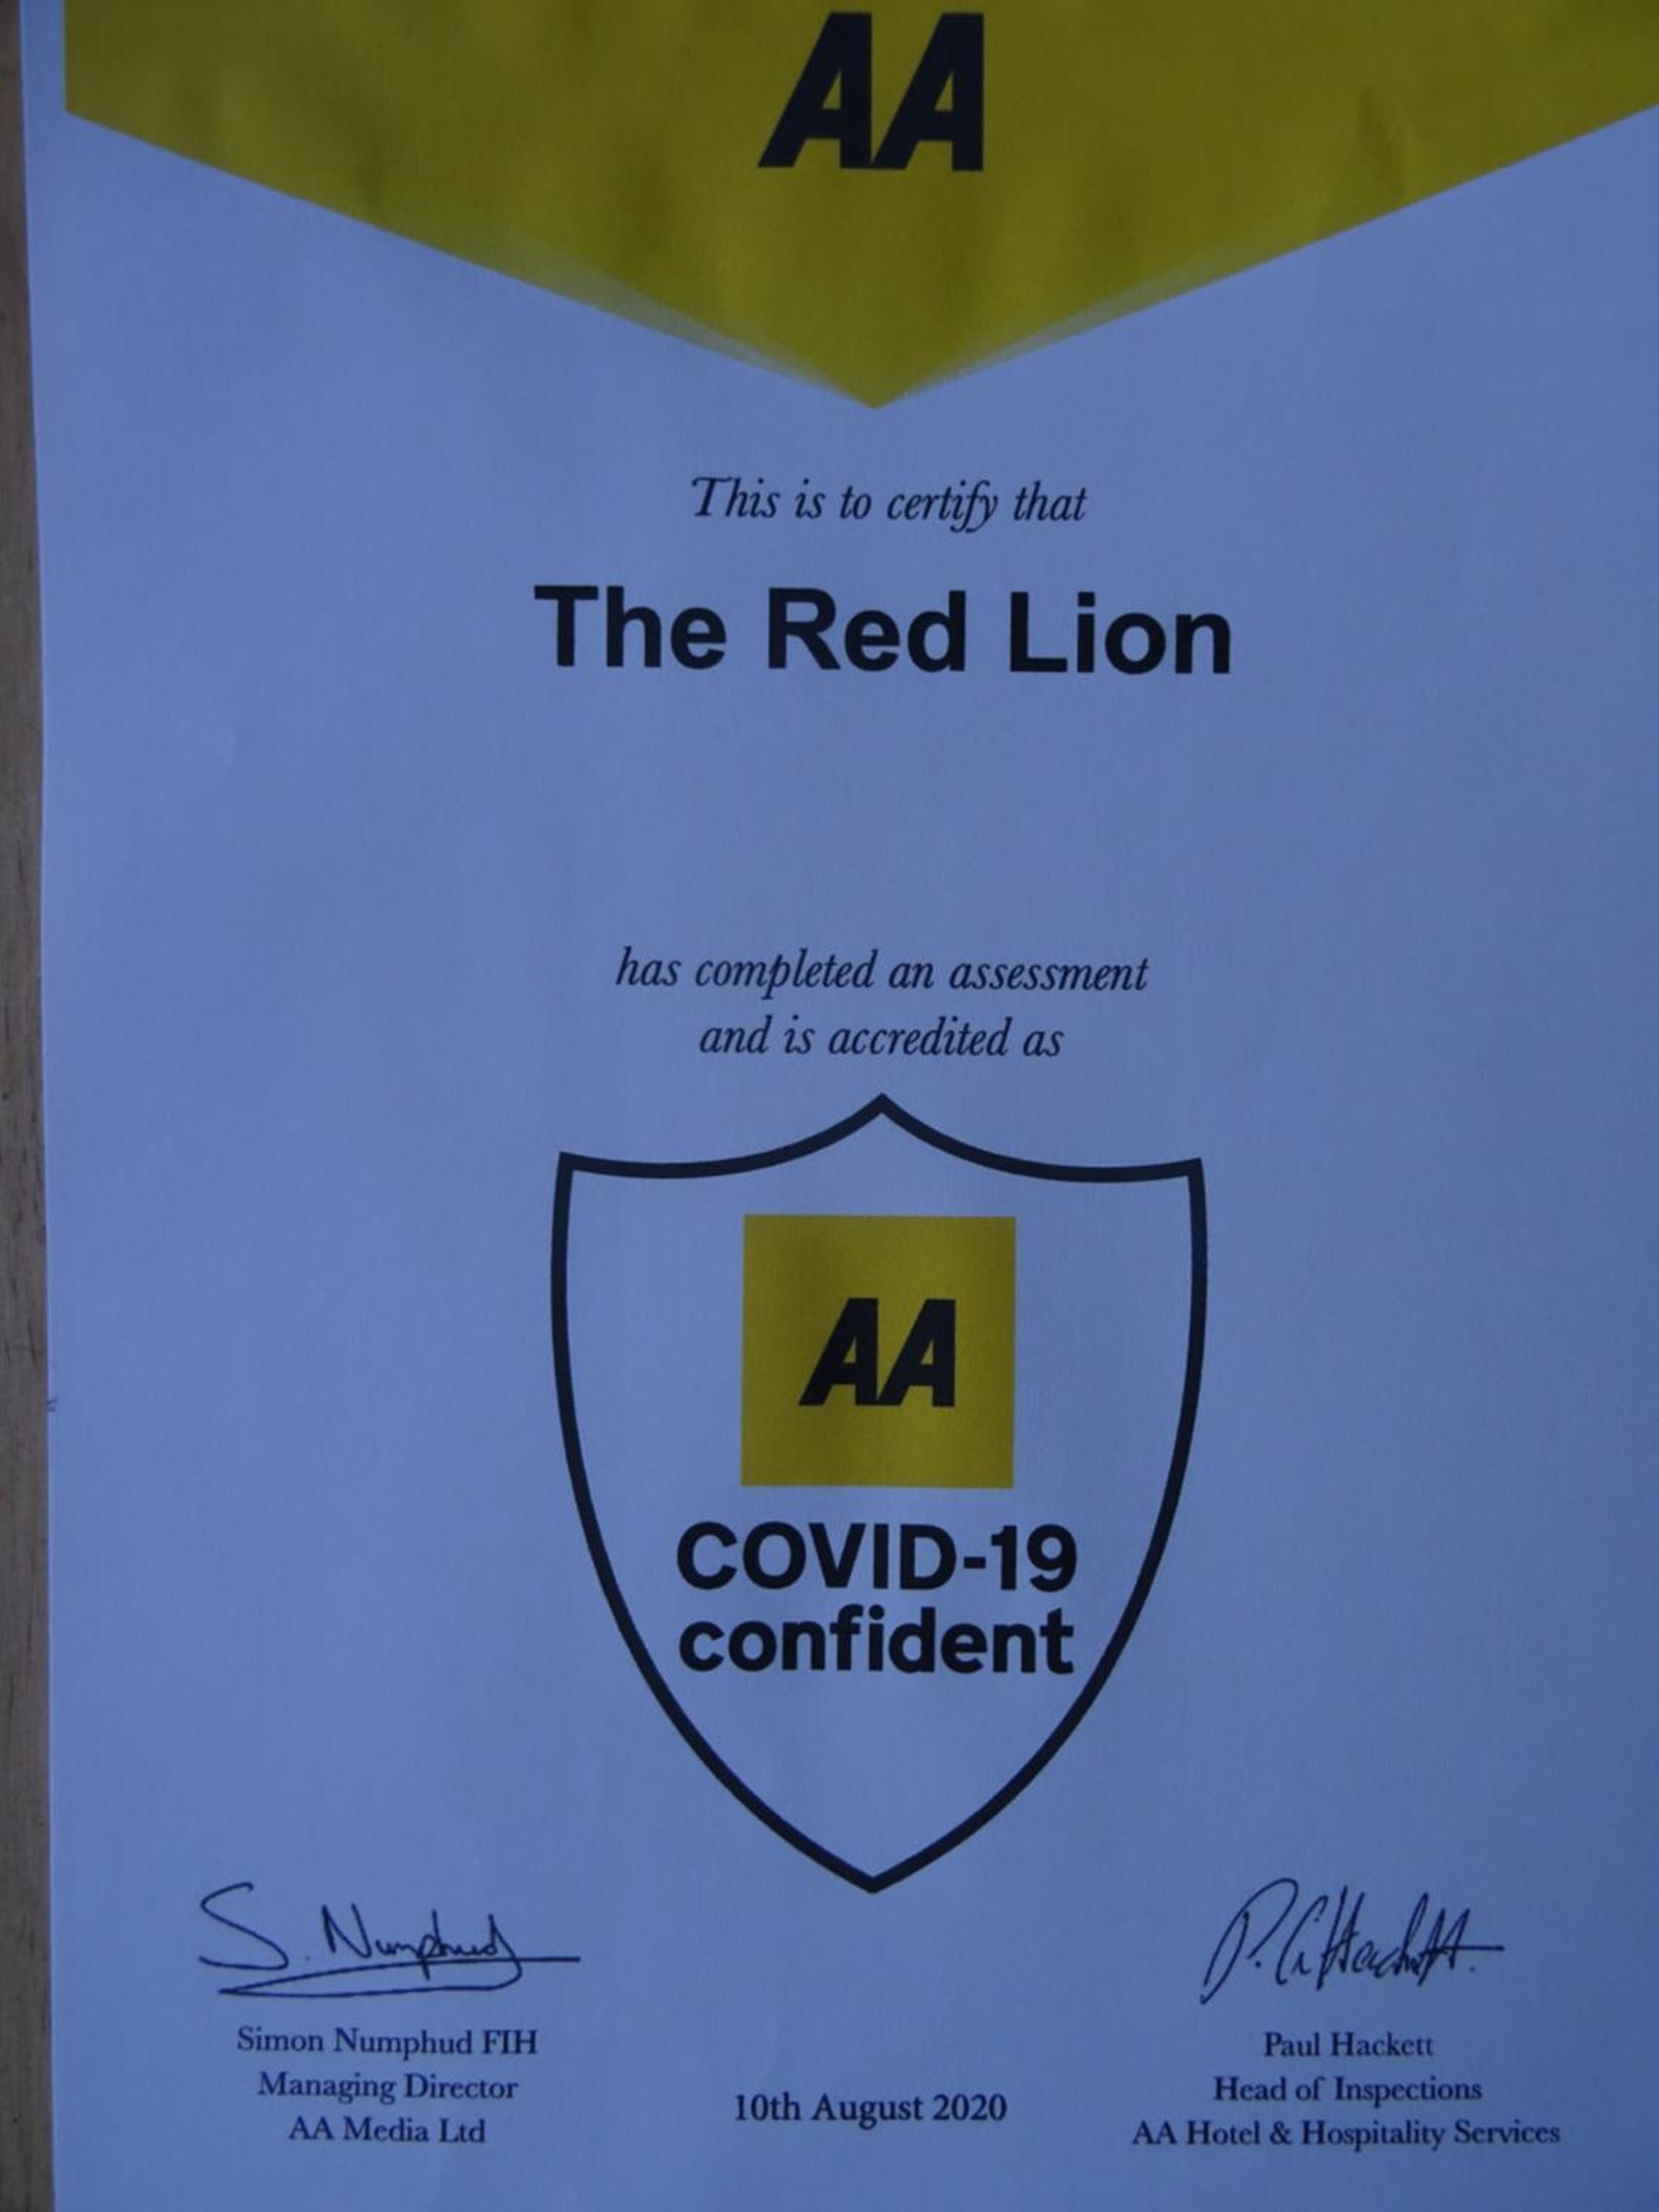 AA
This is to certify that
The Red Lion
has completed an assessment
and is accredited as
AA
COVID-19
confident
S. Numphud
P. G. Hackett.
Simon Numphud FIH
Managing Director
AA Media Ltd
10th August 2020
Paul Hackett
Head of Inspections
AA Hotel & Hospitality Services